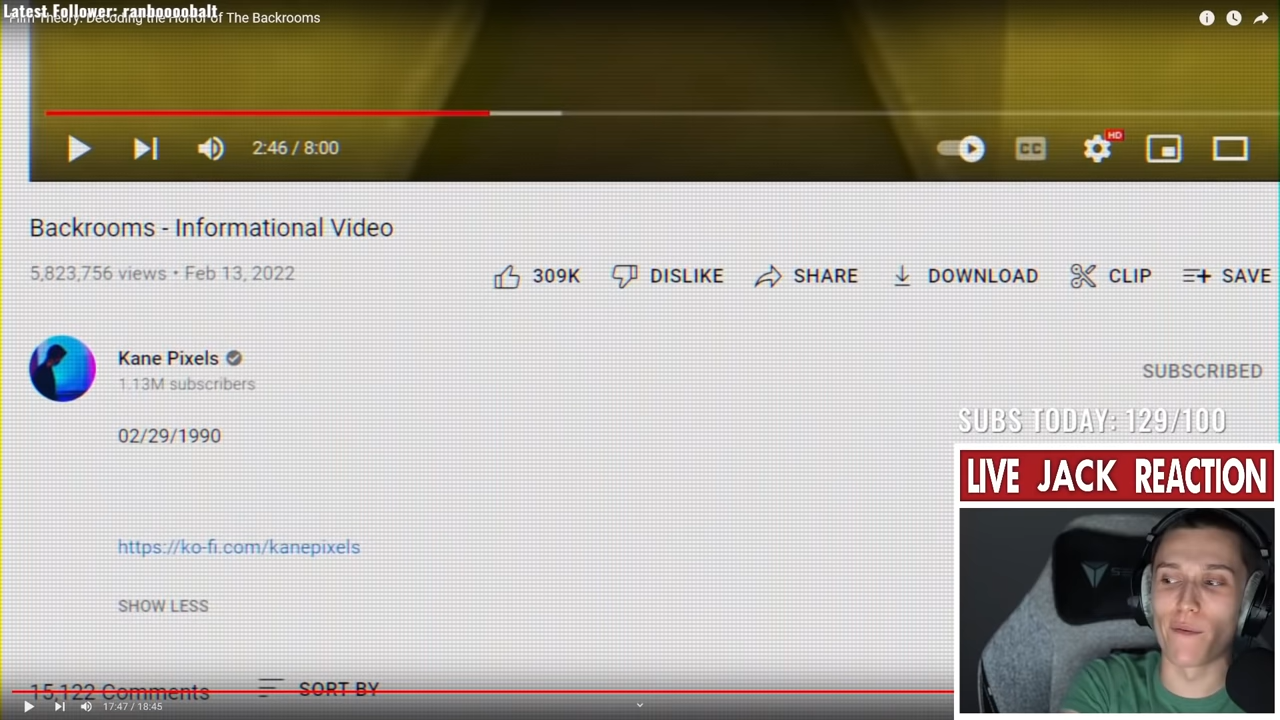 Latest Follower: ranboooobalt
Film Theory: Decoding the Horror of The Backrooms
2:46 / 8:00
CC
HD
Backrooms - Informational Video
5,823,756 views • Feb 13, 2022
309K
DISLIKE
SHARE
DOWNLOAD
CLIP
SAVE
Kane Pixels
1.13M subscribers
SUBSCRIBED
02/29/1990
SUBS TODAY: 129/100
LIVE JACK REACTION
https://ko-fi.com/kanepixels
SHOW LESS
15,122 Comments
SORT BY
17:47 / 18:45